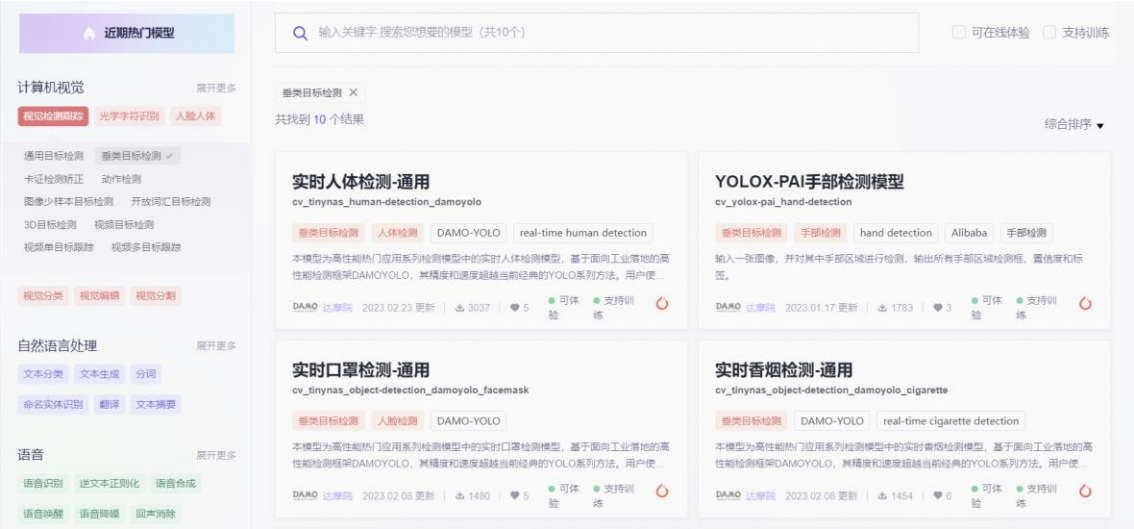 近期热门模型
计算机视觉 展开更多
视觉检测跟踪 光学字符识别 人脸人体
通用目标检测 垂类目标检测
卡证检测矫正 动作检测
图像少样本目标检测 开放词汇目标检测
3D目标检测 视频目标检测
视频单目标跟踪 视频多目标跟踪
视觉分类 视觉编辑 视觉分割
自然语言处理 展开更多
文本分类 文本生成 分词
命名实体识别 翻译 文本摘要
语音 展开更多
语音识别 逆文本正则化 语音合成
语音唤醒 语音降噪 回声消除
输入关键字 搜索您想要的模型（共10个）
可在线体验 支持训练
垂类目标检测 ×
共找到 10 个结果
综合排序
实时人体检测-通用
cv_tinynas_human-detection_damoyolo
垂类目标检测 人体检测 DAMO-YOLO real-time human detection
本模型为高性能热门应用系列检测模型中的实时人体检测模型，基于面向工业落地的高
性能检测框架DAMOYOLO，其精度和速度超越当前经典的YOLO系列方法。用户使...
DAMO 达摩院 2023.02.23 更新 3037 5 可体验 支持训练
YOLOX-PAI手部检测模型
cv_yolox-pai_hand-detection
垂类目标检测 手部检测 hand detection Alibaba 手部检测
输入一张图像，并对其中手部区域进行检测，输出所有手部区域检测框、置信度和标
签。
DAMO 达摩院 2023.01.17 更新 1783 3 可体验 支持训练
实时口罩检测-通用
cv_tinynas_object-detection_damoyolo_facemask
垂类目标检测 人脸检测 DAMO-YOLO
本模型为高性能热门应用系列检测模型中的实时口罩检测模型，基于面向工业落地的高
性能检测框架DAMOYOLO，其精度和速度超越当前经典的YOLO系列方法。用户使...
DAMO 达摩院 2023.02.08 更新 1480 5 可体验 支持训练
实时香烟检测-通用
cv_tinynas_object-detection_damoyolo_cigarette
垂类目标检测 DAMO-YOLO real-time cigarette detection
本模型为高性能热门应用系列检测模型中的实时香烟检测模型，基于面向工业落地的高
性能检测框架DAMOYOLO，其精度和速度超越当前经典的YOLO系列方法。用户使...
DAMO 达摩院 2023.02.08 更新 1454 6 可体验 支持训练